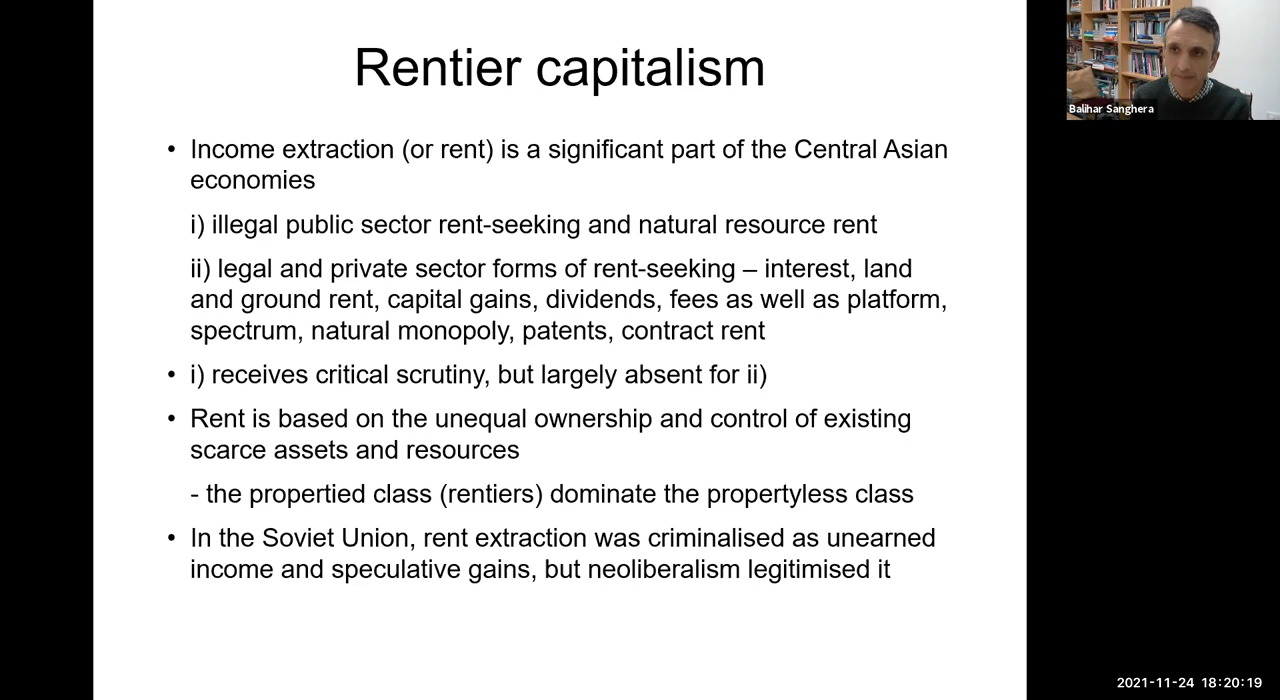 Rentier capitalism
• Income extraction (or rent) is a significant part of the Central Asian
economies
i) illegal public sector rent-seeking and natural resource rent
ii) legal and private sector forms of rent-seeking – interest, land
and ground rent, capital gains, dividends, fees as well as platform,
spectrum, natural monopoly, patents, contract rent
• i) receives critical scrutiny, but largely absent for ii)
• Rent is based on the unequal ownership and control of existing
scarce assets and resources
- the propertied class (rentiers) dominate the propertyless class
• In the Soviet Union, rent extraction was criminalised as unearned
income and speculative gains, but neoliberalism legitimised it
Balihar Sanghera
2021-11-24 18:20:19